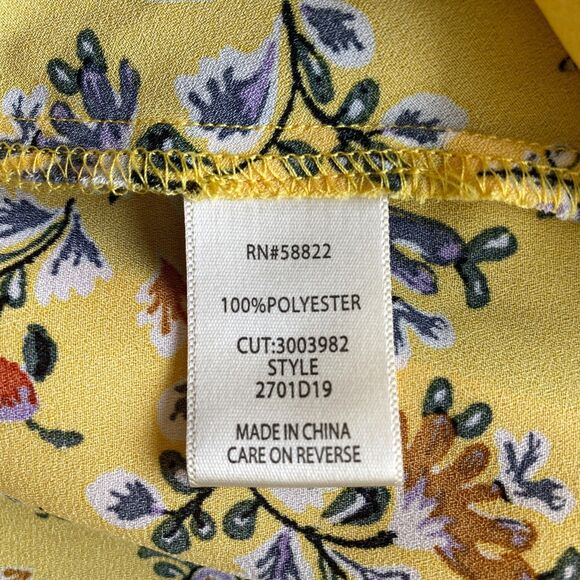 RN#58822
100%POLYESTER
CUT:3003982
STYLE
2701D19
MADE IN CHINA
CARE ON REVERSE